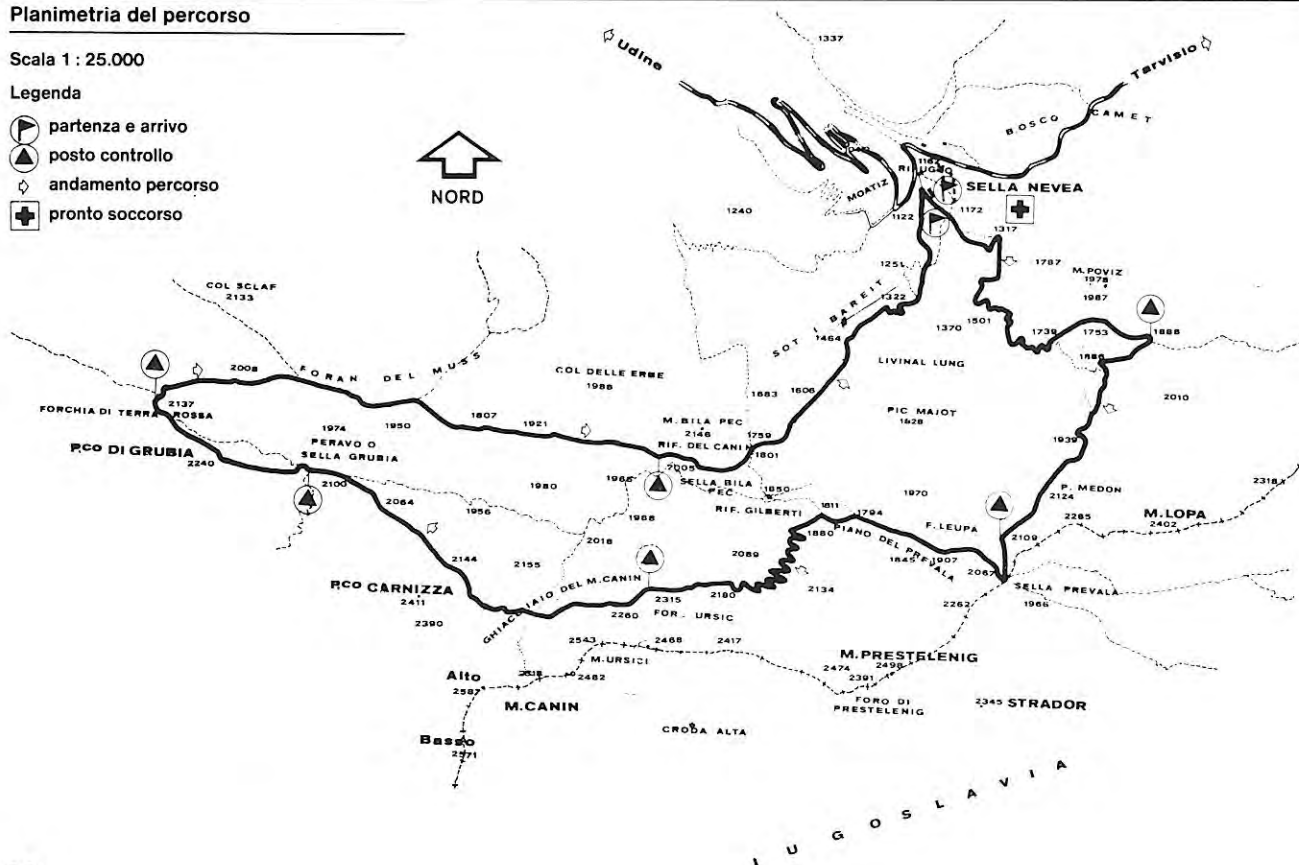 Planimetria del percorso
Scala 1 : 25.000
Legenda
partenza e arrivo
posto controllo
andamento percorso
pronto soccorso
NORD
Udine
1337
Tarvisio
BOSCO CAMET
MOATIZ
1167
RIFUGIO
SELLA NEVEA
1240
1122
1172
1317
1251
1787
M. POVIZ
1978
1987
COL SCLAF
2133
SOT I BAREIT
1322
1464
1370
1501
1739
1753
1888
1886
LIVINAL LUNG
2008
FORAN DEL MUSS
COL DELLE ERBE
1988
1683
1606
PIC MAJOT
1628
2010
FORCHIA DI TERRA ROSSA
2137
1974
1950
1807
1921
M. BILA PEC
2146
1759
RIF. DEL CANIN
1801
1939
P.CO DI GRUBIA
PERAVO O
SELLA GRUBIA
2240
2100
1980
1985
2005
SELLA BILA
PEC
1850
RIF. GILBERTI
1811
1794
1970
P. MEDON
2124
2318
2064
1956
1988
2018
F. LEUPA
2285
M. LOPA
2402
1880
PIANO DEL PREVALA
2109
2144
2155
2089
1845
1907
2067
SELLA PREVALA
P.CO CARNIZZA
2411
2390
GHIACCIAIO DEL M. CANIN
2260
2315
2180
2134
FOR. URSIC
2262
1966
2543
2468
2417
M. URSICI
M. PRESTELENIG
2474
2498
2391
Alto
2587
2482
M. CANIN
FORO DI
PRESTELENIG
2345 STRADOR
Basso
2571
CRODA ALTA
IUGOSLAVIA